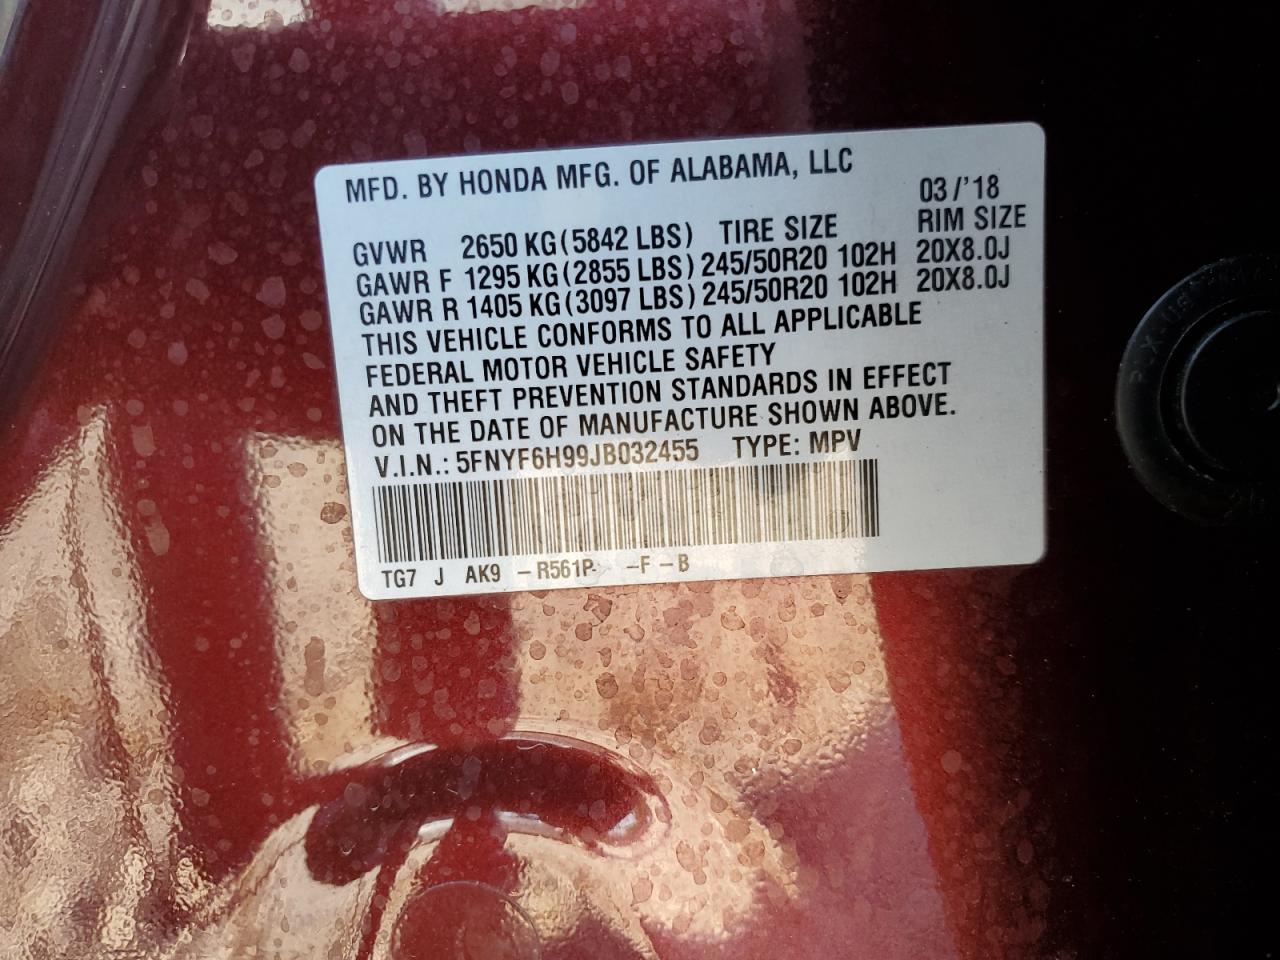 MFD. BY HONDA MFG. OF ALABAMA, LLC
03/'18
GVWR 2650 KG(5842 LBS) TIRE SIZE RIM SIZE
GAWR F 1295 KG(2855 LBS) 245/50R20 102H 20X8.0J
GAWR R 1405 KG(3097 LBS) 245/50R20 102H 20X8.0J
THIS VEHICLE CONFORMS TO ALL APPLICABLE
FEDERAL MOTOR VEHICLE SAFETY
AND THEFT PREVENTION STANDARDS IN EFFECT
ON THE DATE OF MANUFACTURE SHOWN ABOVE.
V.I.N.: 5FNYF6H99JB032455 TYPE: MPV
TG7 J AK9 -R561P- -F-B